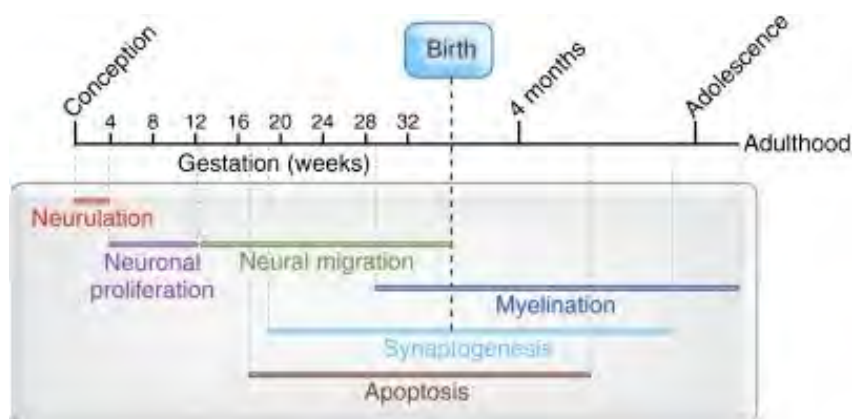 Conception
Birth
4 months
Adolescence
4 8 12 16 20 24 28 32
Adulthood
Gestation (weeks)
Neurulation
Neuronal
proliferation
Neural migration
Myelination
Synaptogenesis
Apoptosis